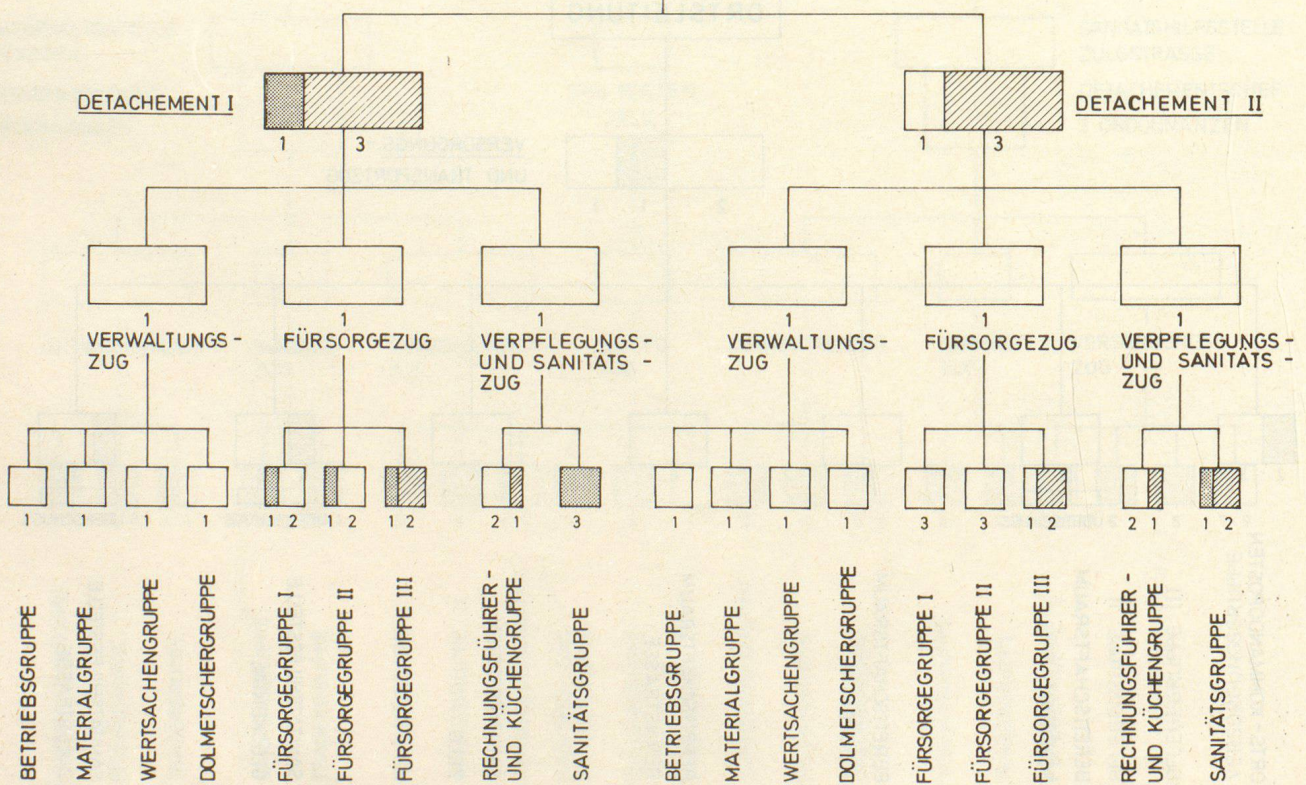 DETACHEMENT I
1 3
DETACHEMENT II
1 3
1
VERWALTUNGS-
ZUG
1
FÜRSORGEZUG
1
VERPFLEGUNGS-
UND SANITÄTS-
ZUG
1
VERWALTUNGS-
ZUG
1
FÜRSORGEZUG
1
VERPFLEGUNGS-
UND SANITÄTS-
ZUG
1 1 1 1 1 2 1 2 1 2 2 1 3
1 1 1 1 3 3 1 2 2 1 1 2
BETRIEBSGRUPPE
MATERIALGRUPPE
WERTSACHENGRUPPE
DOLMETSCHERGRUPPE
FÜRSORGEGRUPPE I
FÜRSORGEGRUPPE II
FÜRSORGEGRUPPE III
RECHNUNGSFÜHRER-
UND KÜCHENGRUPPE
SANITÄTSGRUPPE
BETRIEBSGRUPPE
MATERIALGRUPPE
WERTSACHENGRUPPE
DOLMETSCHERGRUPPE
FÜRSORGEGRUPPE I
FÜRSORGEGRUPPE II
FÜRSORGEGRUPPE III
RECHNUNGSFÜHRER-
UND KÜCHENGRUPPE
SANITÄTSGRUPPE